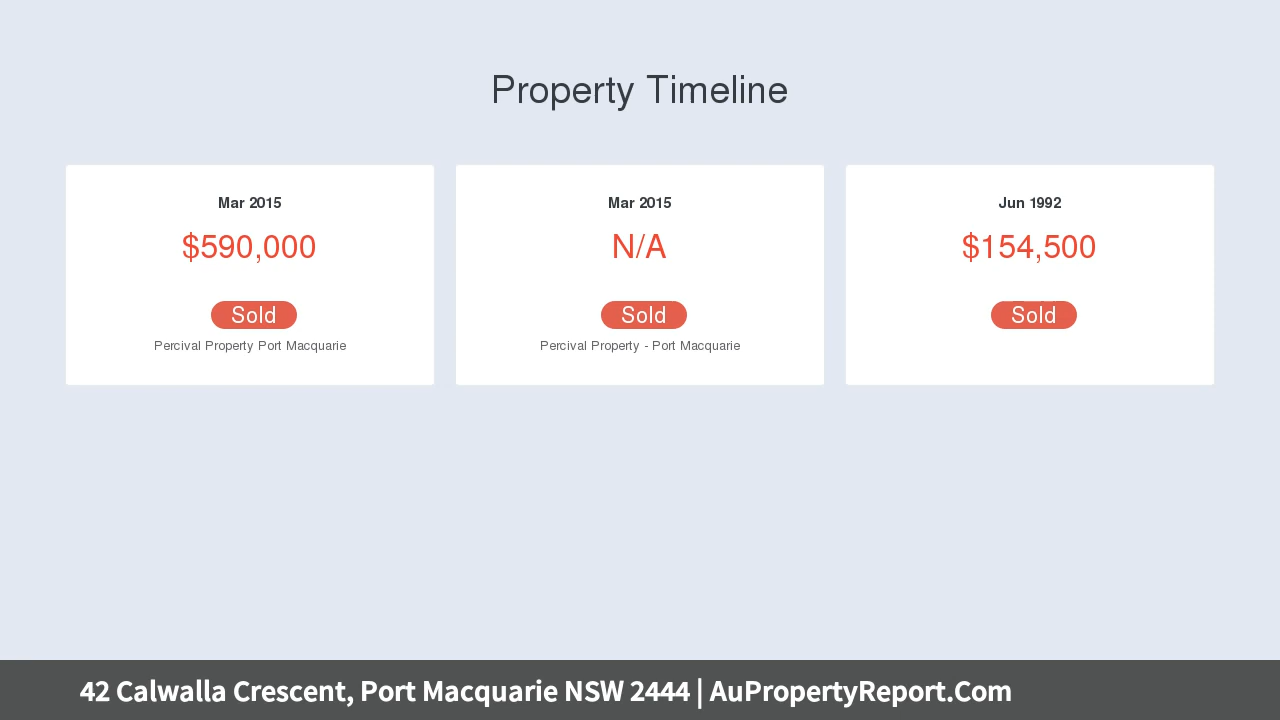 Property Timeline
Mar 2015
$590,000
Sold
Percival Property Port Macquarie
Mar 2015
N/A
Sold
Percival Property - Port Macquarie
Jun 1992
$154,500
Sold
42 Calwalla Crescent, Port Macquarie NSW 2444 | AuPropertyReport.Com